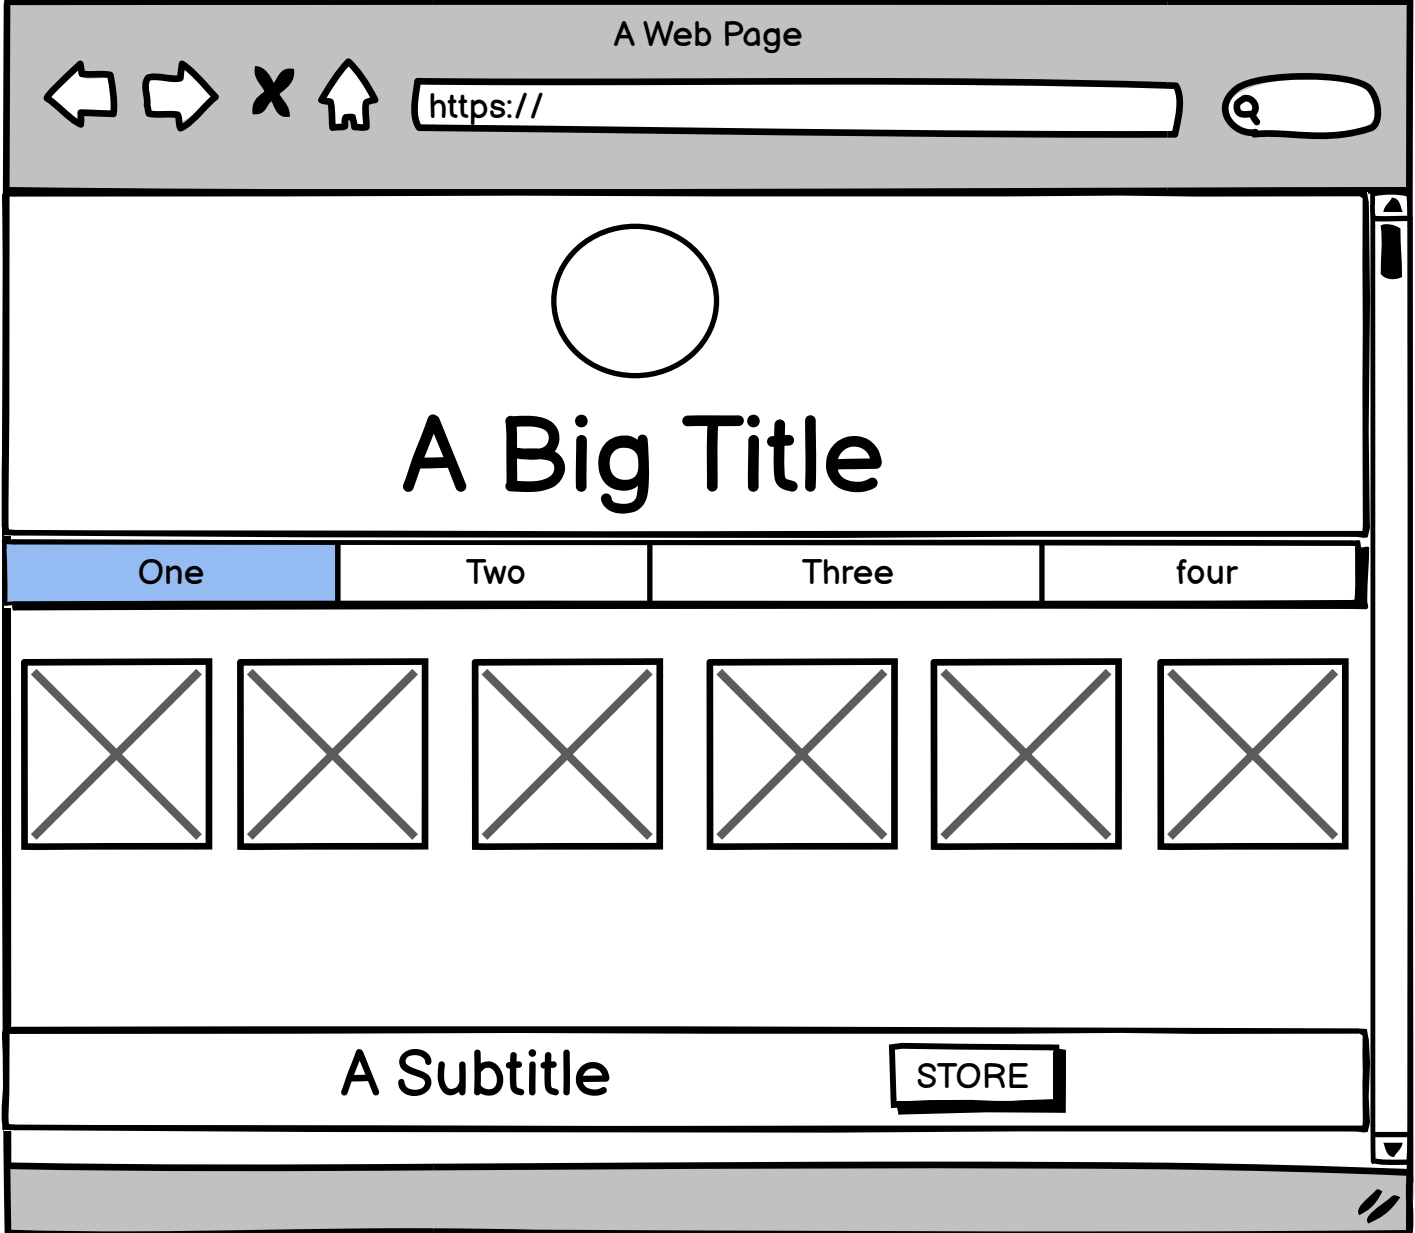 A Web Page
https://
A Big Title
One
Two
Three
four
A Subtitle
STORE